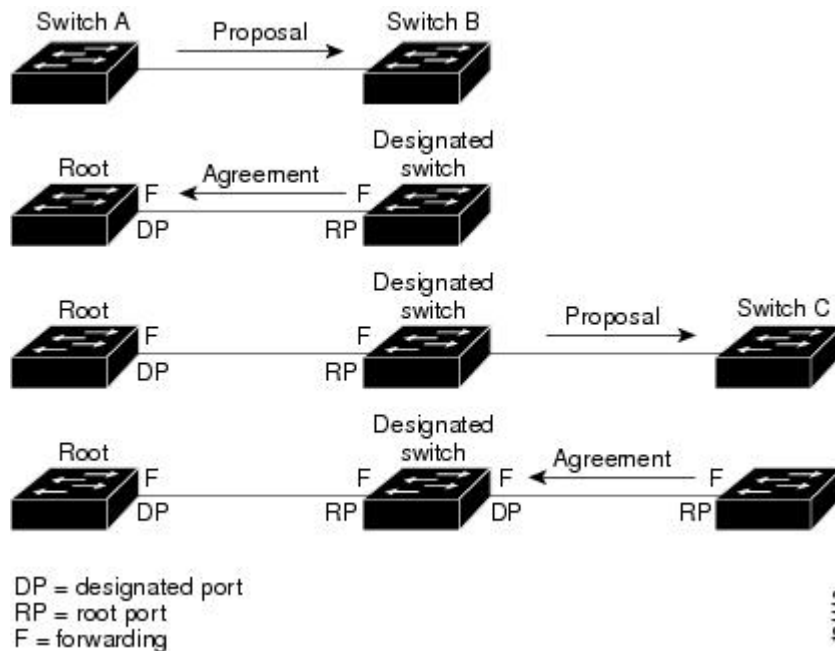 Switch A
Proposal
Switch B
Root
F
Agreement
F
Designated
switch
DP
RP
Root
F
Designated
switch
F
Proposal
Switch C
DP
RP
Root
F
Designated
switch
F
F
Agreement
F
DP
RP
DP
RP
DP = designated port
RP = root port
F = forwarding